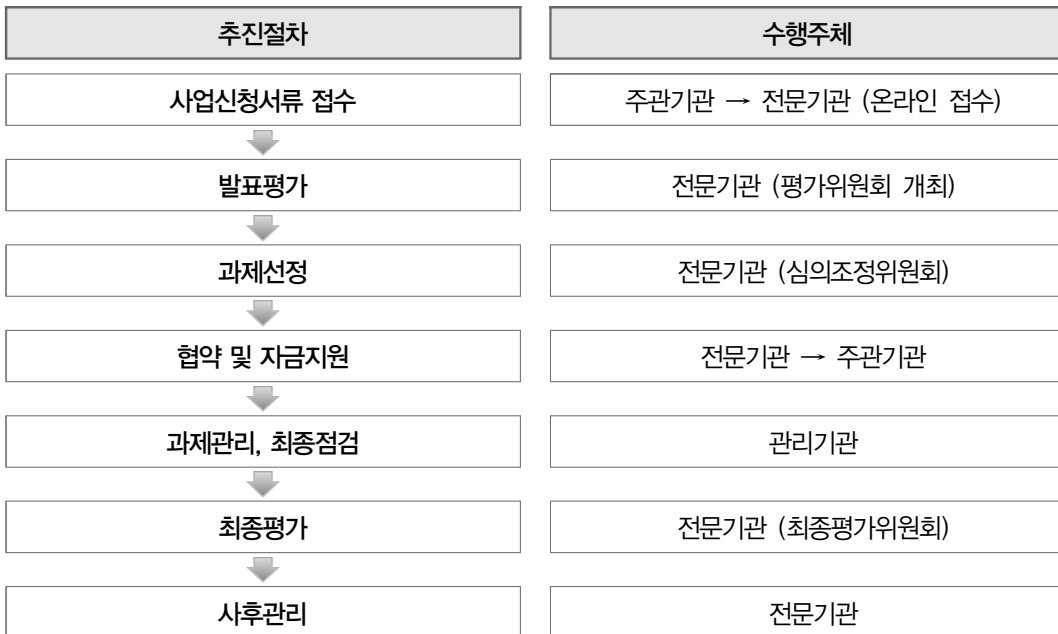 추진절차 수행주체
사업신청서류 접수 주관기관 → 전문기관 (온라인 접수)
발표평가 전문기관 (평가위원회 개최)
과제선정 전문기관 (심의조정위원회)
협약 및 자금지원 전문기관 → 주관기관
과제관리, 최종점검 관리기관
최종평가 전문기관 (최종평가위원회)
사후관리 전문기관